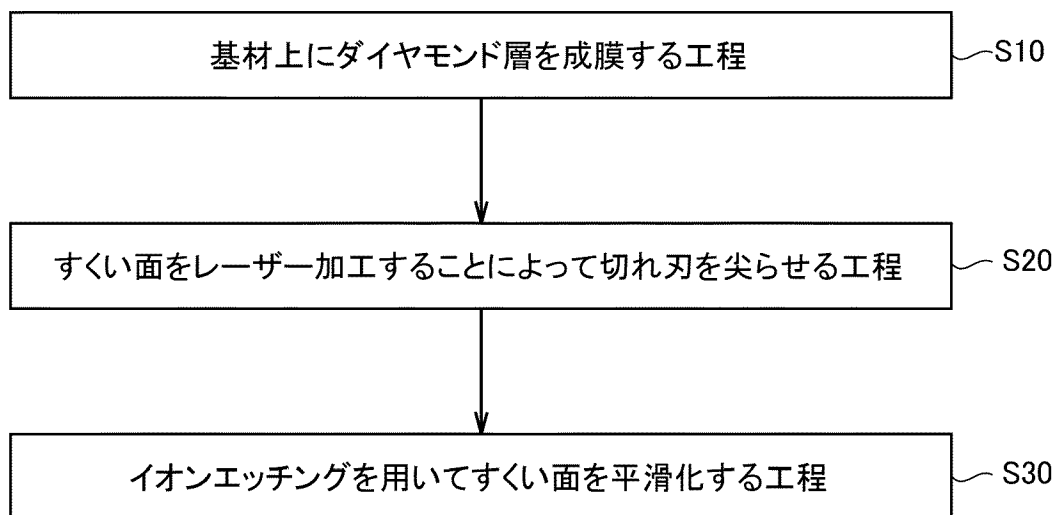 基材上にダイヤモンド層を成膜する工程
S10
すくい面をレーザー加工することによって切れ刃を尖らせる工程
S20
イオンエッチングを用いてすくい面を平滑化する工程
S30